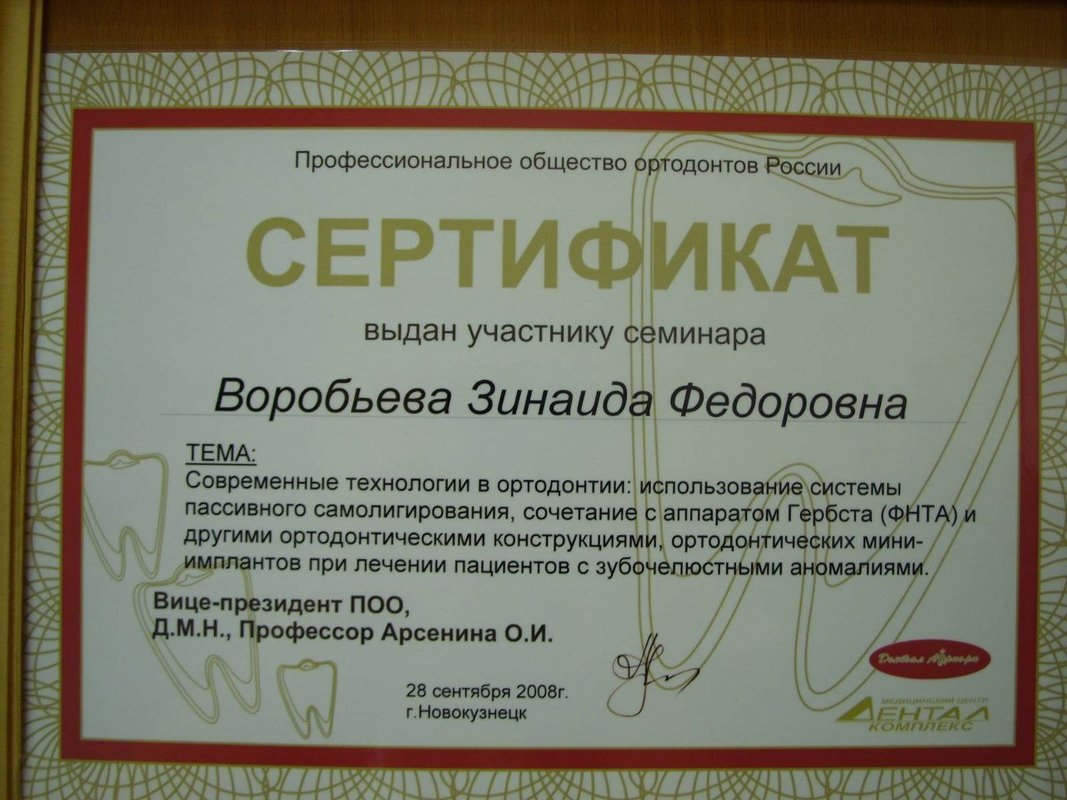 Профессиональное общество ортодонтов России
СЕРТИФИКАТ
выдан участнику семинара
Воробьева Зинаида Федоровна
ТЕМА:
Современные технологии в ортодонтии: использование системы
пассивного самолигирования, сочетание с аппаратом Гербста (ФНТА) и
другими ортодонтическими конструкциями, ортодонтических мини-
имплантов при лечении пациентов с зубочелюстными аномалиями.
Вице-президент ПОО,
Д.М.Н., Профессор Арсенина О.И.
28 сентября 2008г.
г.Новокузнецк
МЕДИЦИНСКИЙ ЦЕНТР
ДЕНТАЛ
КОМПЛЕКС